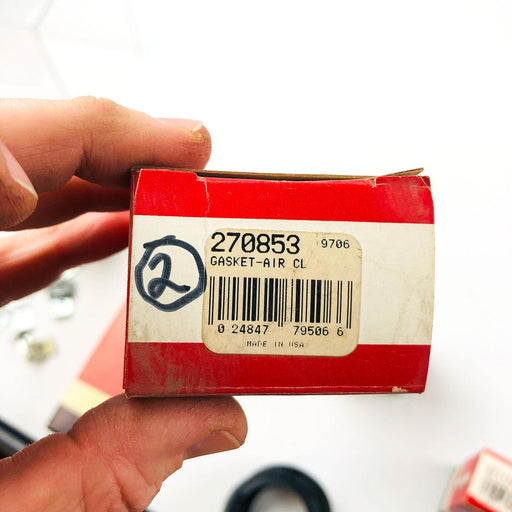 270853 9706
GASKET-AIR CL
2
0 24847 79506 6
MADE IN USA